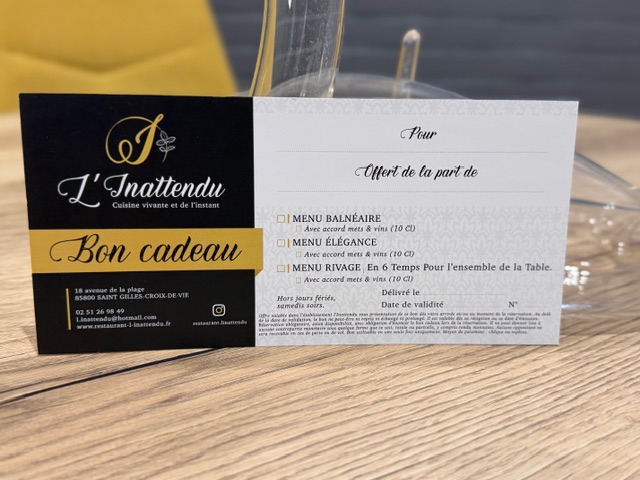 L'Inattendu
Cuisine vivante et de l'instant
Bon cadeau
18 avenue de la plage
85800 SAINT GILLES-CROIX-DE-VIE
02 51 26 98 49
l.inattendu@hotmail.com
www.restaurant-l-inattendu.fr
restaurant.linattendu
Pour
Offert de la part de
MENU BALNÉAIRE
Avec accord mets & vins (10 Cl)
MENU ÉLÉGANCE
Avec accord mets & vins (10 Cl)
MENU RIVAGE En 6 Temps Pour l'ensemble de la Table.
Avec accord mets & vins (10 Cl)
Hors jours fériés,
samedis soirs.
Délivré le
Date de validité N°